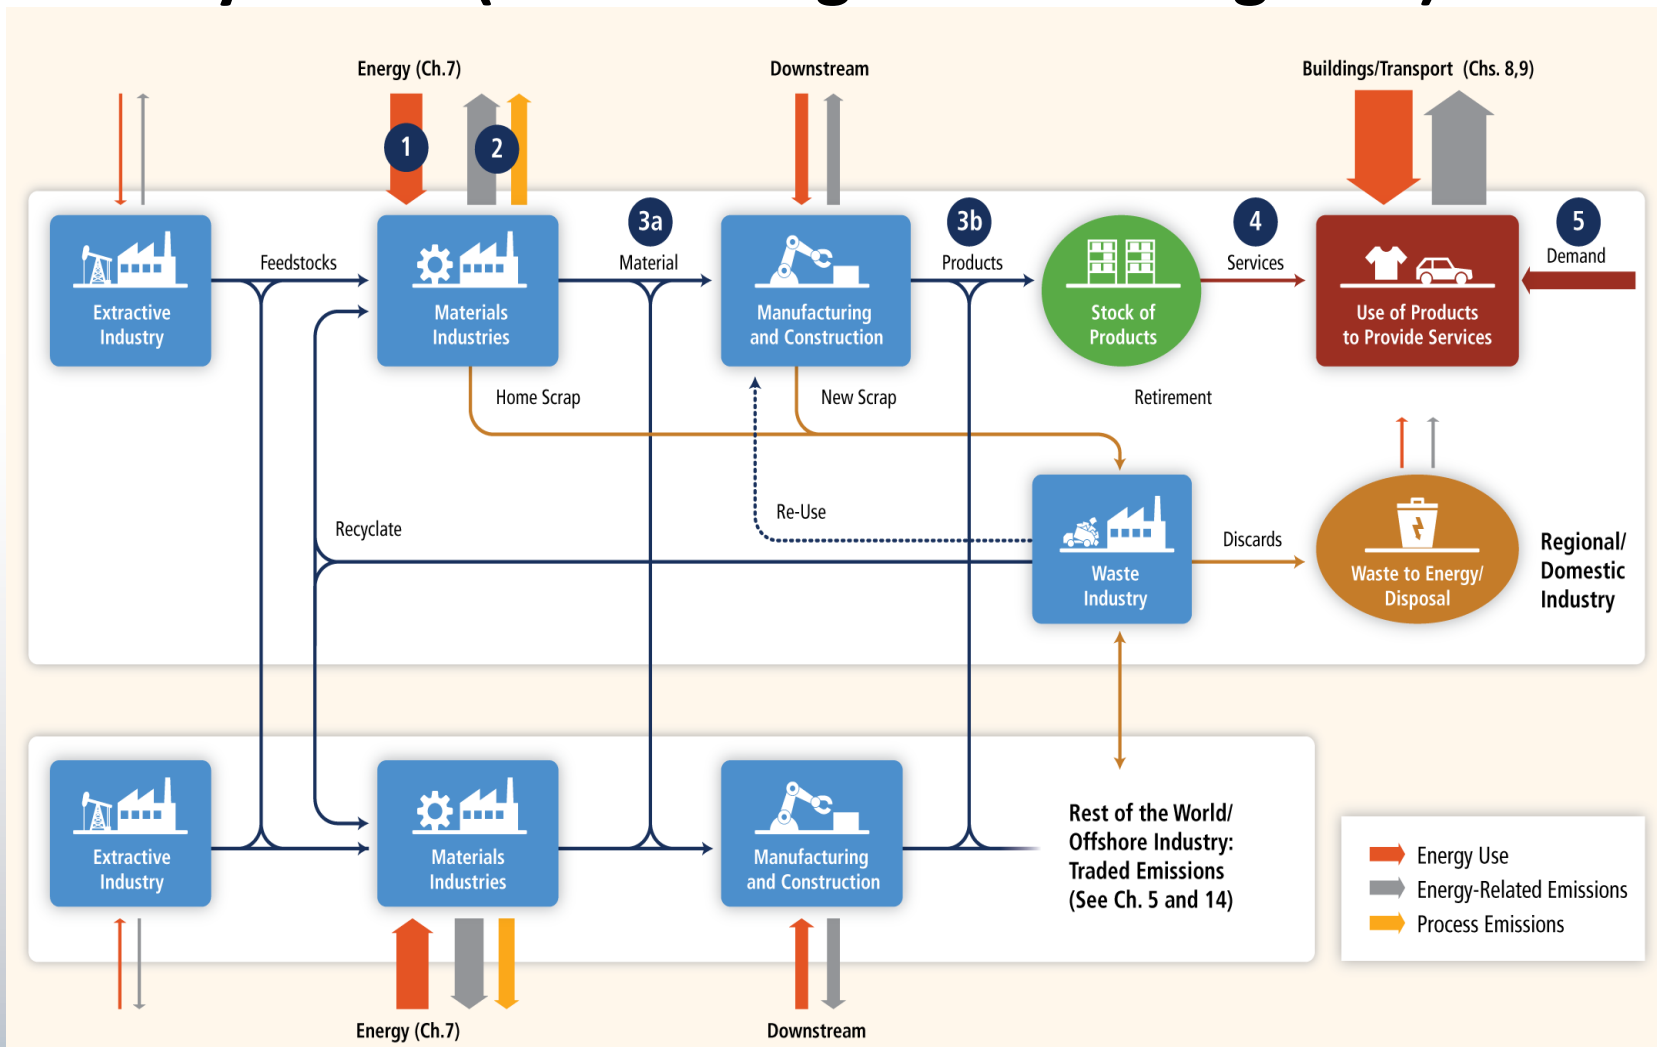 Energy (Ch.7)
Downstream
Buildings/Transport (Chs. 8,9)
1
2
3a
3b
4
5
Feedstocks
Material
Products
Services
Demand
Extractive
Industry
Materials
Industries
Manufacturing
and Construction
Stock of
Products
Use of Products
to Provide Services
Home Scrap
New Scrap
Retirement
Re-Use
Recyclate
Discards
Waste
Industry
Waste to Energy/
Disposal
Regional/
Domestic
Industry
Extractive
Industry
Materials
Industries
Manufacturing
and Construction
Rest of the World/
Offshore Industry:
Traded Emissions
(See Ch. 5 and 14)
Energy Use
Energy-Related Emissions
Process Emissions
Energy (Ch.7)
Downstream